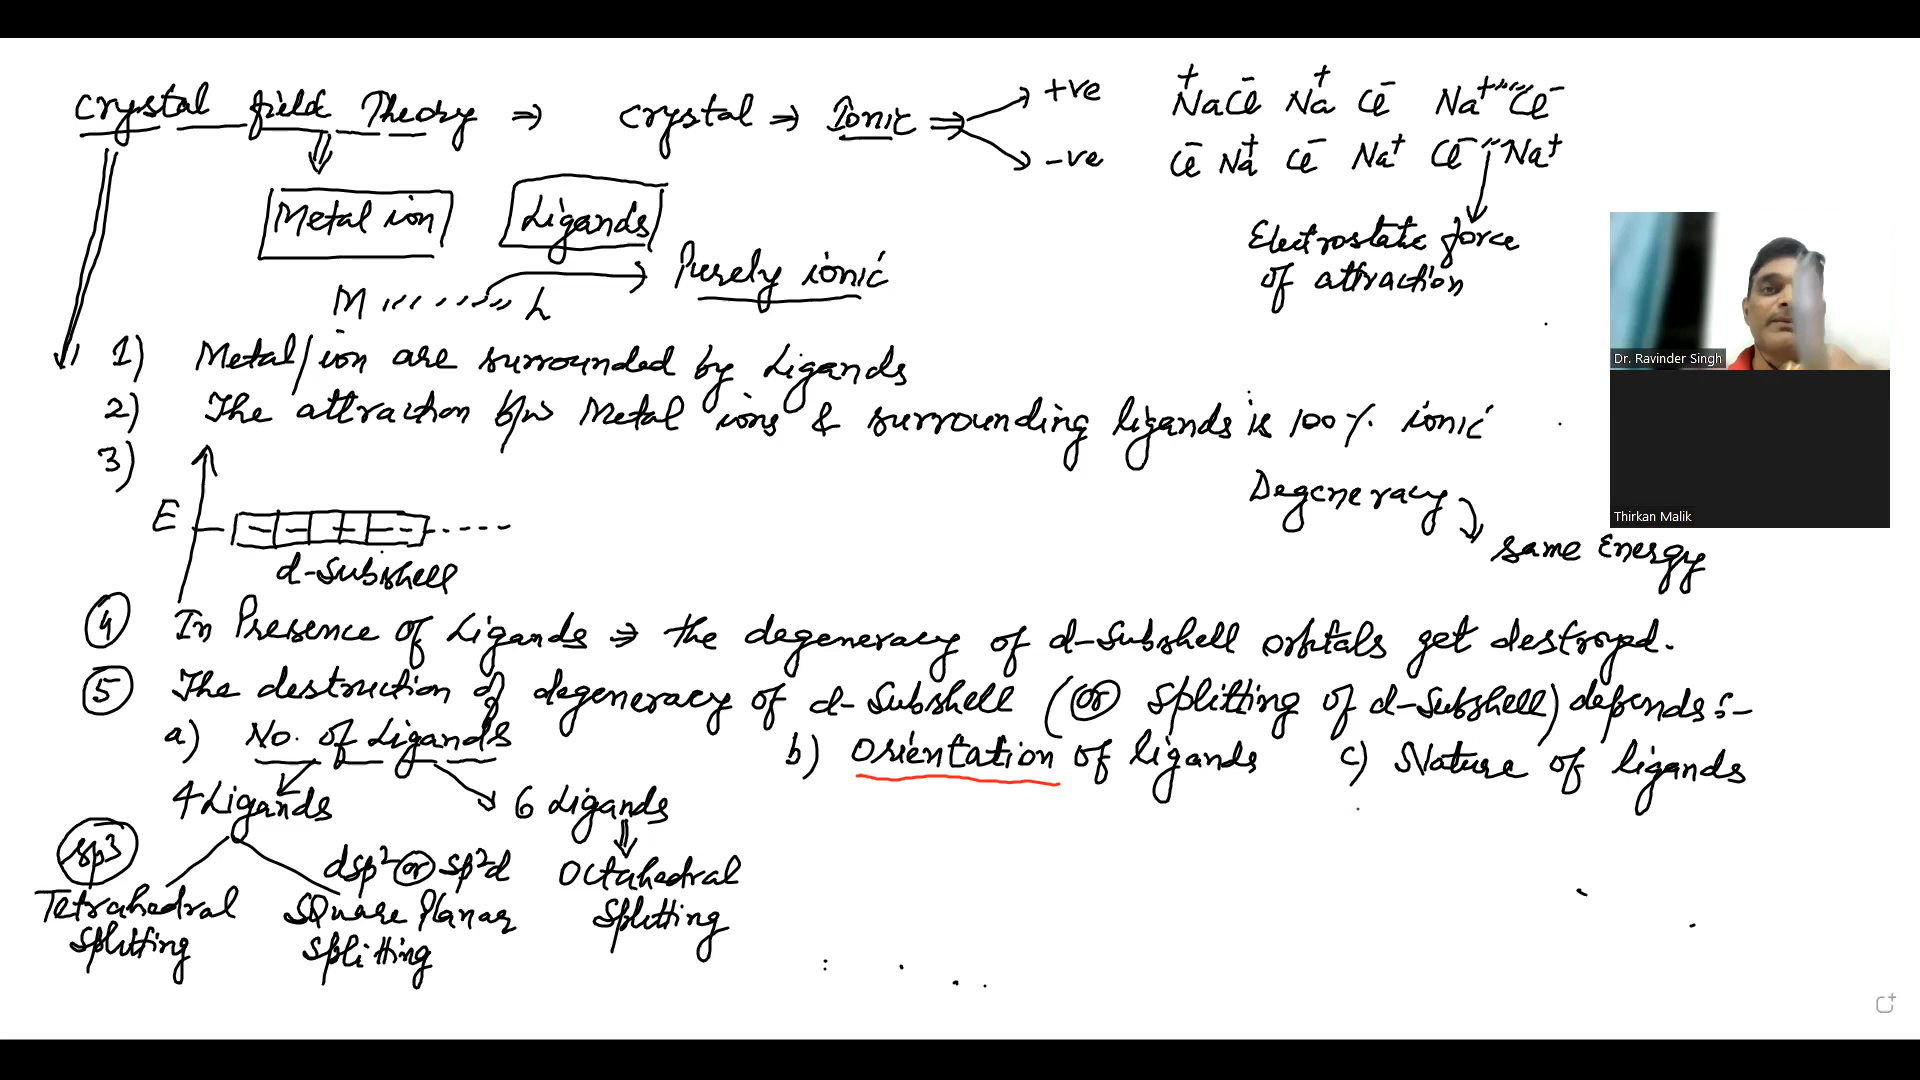 Crystal field Theory ⇒ Crystal ⇒ Ionic ⇒ +ve -ve
Na⁺Cl⁻ Na⁺ Cl⁻ Na⁺ Cl⁻
Cl⁻ Na⁺ Cl⁻ Na⁺ Cl⁻ Na⁺
Electrostatic force
of attraction
Metal ion Ligands
M L Purely ionic
1) Metal/ion are surrounded by Ligands
2) The attraction b/w Metal ions & surrounding ligands is 100% ionic
3)
E
d-Subshell
Degeneracy
same Energy
Dr. Ravinder Singh
Thirkan Malik
④ In Presence of Ligands ⇒ the degeneracy of d-Subshell orbitals get destroyed.
⑤ The destruction of degeneracy of d-Subshell (or Splitting of d-Subshell) depends:-
a) No. of Ligands b) Orientation of ligands c) Nature of ligands
4 Ligands 6 Ligands
sp3 dsp² or sp²d
Tetrahedral Splitting
Square Planar Splitting
Octahedral Splitting